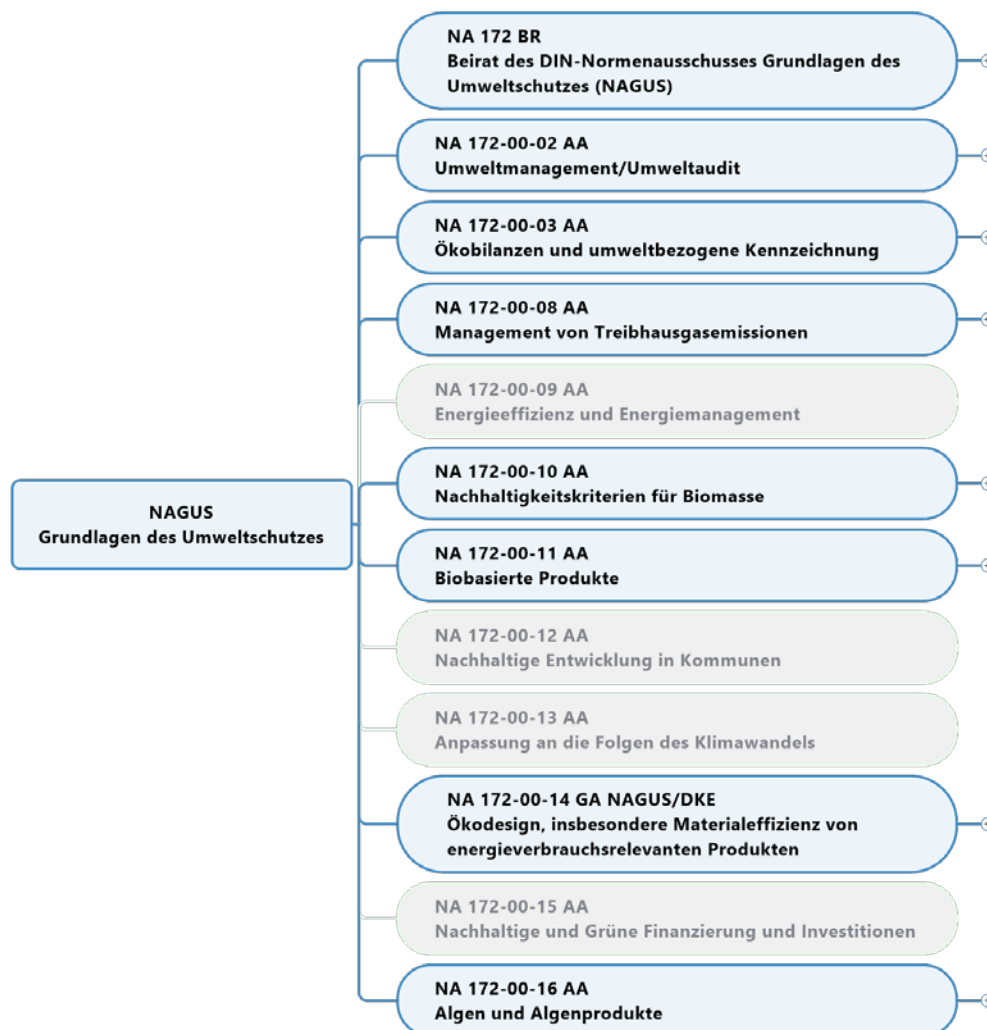 NA 172 BR
Beirat des DIN-Normenausschusses Grundlagen des
Umweltschutzes (NAGUS)
NA 172-00-02 AA
Umweltmanagement/Umweltaudit
NA 172-00-03 AA
Ökobilanzen und umweltbezogene Kennzeichnung
NA 172-00-08 AA
Management von Treibhausgasemissionen
NA 172-00-09 AA
Energieeffizienz und Energiemanagement
NA 172-00-10 AA
Nachhaltigkeitskriterien für Biomasse
NAGUS
Grundlagen des Umweltschutzes
NA 172-00-11 AA
Biobasierte Produkte
NA 172-00-12 AA
Nachhaltige Entwicklung in Kommunen
NA 172-00-13 AA
Anpassung an die Folgen des Klimawandels
NA 172-00-14 GA NAGUS/DKE
Ökodesign, insbesondere Materialeffizienz von
energieverbrauchsrelevanten Produkten
NA 172-00-15 AA
Nachhaltige und Grüne Finanzierung und Investitionen
NA 172-00-16 AA
Algen und Algenprodukte